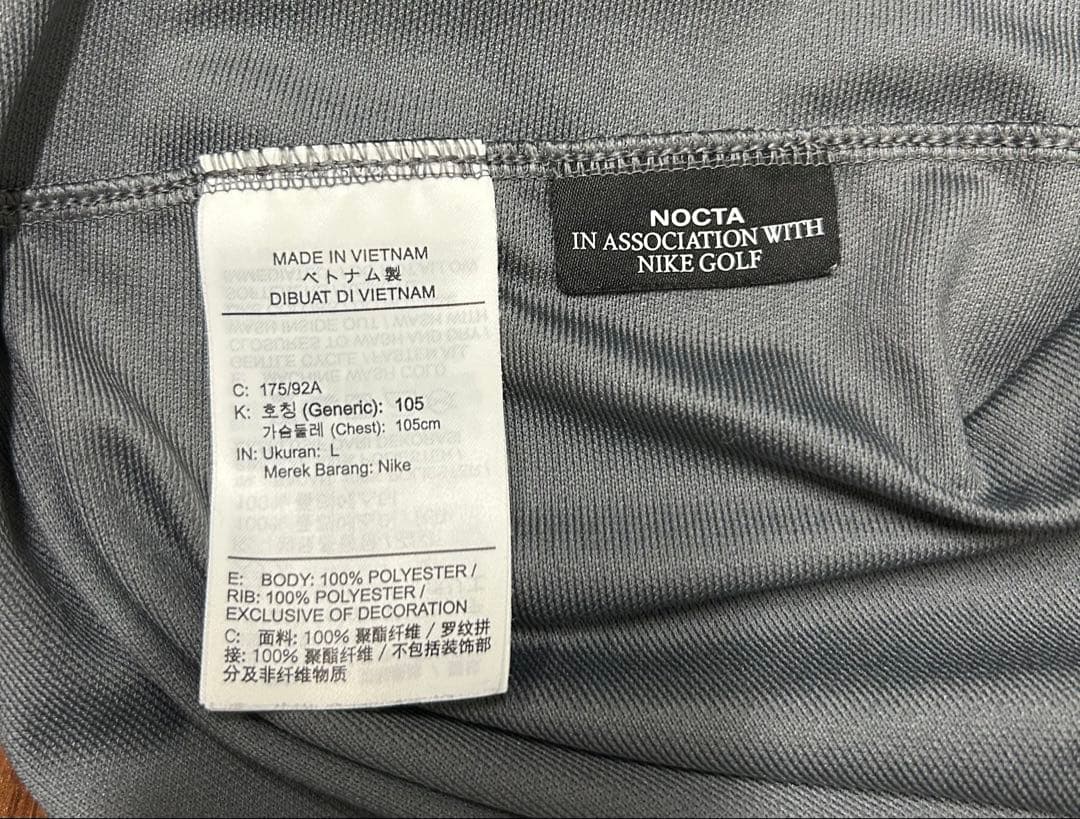 MADE IN VIETNAM
ベトナム製
DIBUAT DI VIETNAM
C: 175/92A
K: 호칭 (Generic): 105
가슴둘레 (Chest): 105cm
IN: Ukuran: L
Merek Barang: Nike
E: BODY: 100% POLYESTER /
RIB: 100% POLYESTER /
EXCLUSIVE OF DECORATION
C: 面料: 100% 聚酯纤维 / 罗纹拼
接: 100% 聚酯纤维 / 不包括装饰部
分及非纤维物质
NOCTA
IN ASSOCIATION WITH
NIKE GOLF